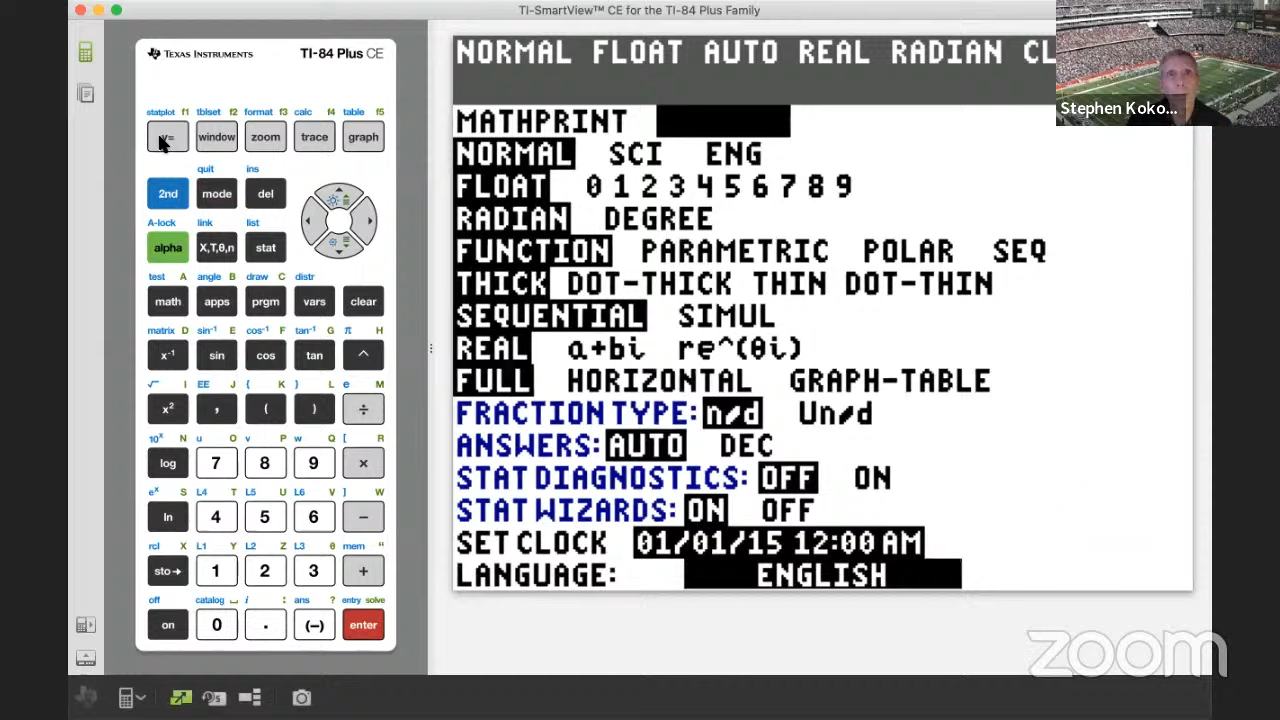 TI-SmartView™ CE for the TI-84 Plus Family
Stephen Koko...
TEXAS INSTRUMENTS TI-84 Plus CE
statplot f1 tblset f2 format f3 calc f4 table f5
y= window zoom trace graph
quit ins
2nd mode del
A-lock link list
alpha X,T,θ,n stat
test A angle B draw C distr
math apps prgm vars clear
matrix D sin⁻¹ E cos⁻¹ F tan⁻¹ G π H
x⁻¹ sin cos tan ^
√ I EE J { K } L e M
x² , ( ) ÷
10ˣ N u O v P w Q [ R
log 7 8 9 ×
eˣ S L4 T L5 U L6 V ] W
ln 4 5 6 −
rcl X L1 Y L2 Z L3 θ mem "
sto→ 1 2 3 +
off catalog ⎵ i : ans ? entry solve
on 0 . (−) enter
NORMAL FLOAT AUTO REAL RADIAN CL
MATHPRINT
NORMAL SCI ENG
FLOAT 0 1 2 3 4 5 6 7 8 9
RADIAN DEGREE
FUNCTION PARAMETRIC POLAR SEQ
THICK DOT-THICK THIN DOT-THIN
SEQUENTIAL SIMUL
REAL a+bi re^(θi)
FULL HORIZONTAL GRAPH-TABLE
FRACTION TYPE: n/d Un/d
ANSWERS: AUTO DEC
STAT DIAGNOSTICS: OFF ON
STAT WIZARDS: ON OFF
SET CLOCK 01/01/15 12:00 AM
LANGUAGE: ENGLISH
zoom